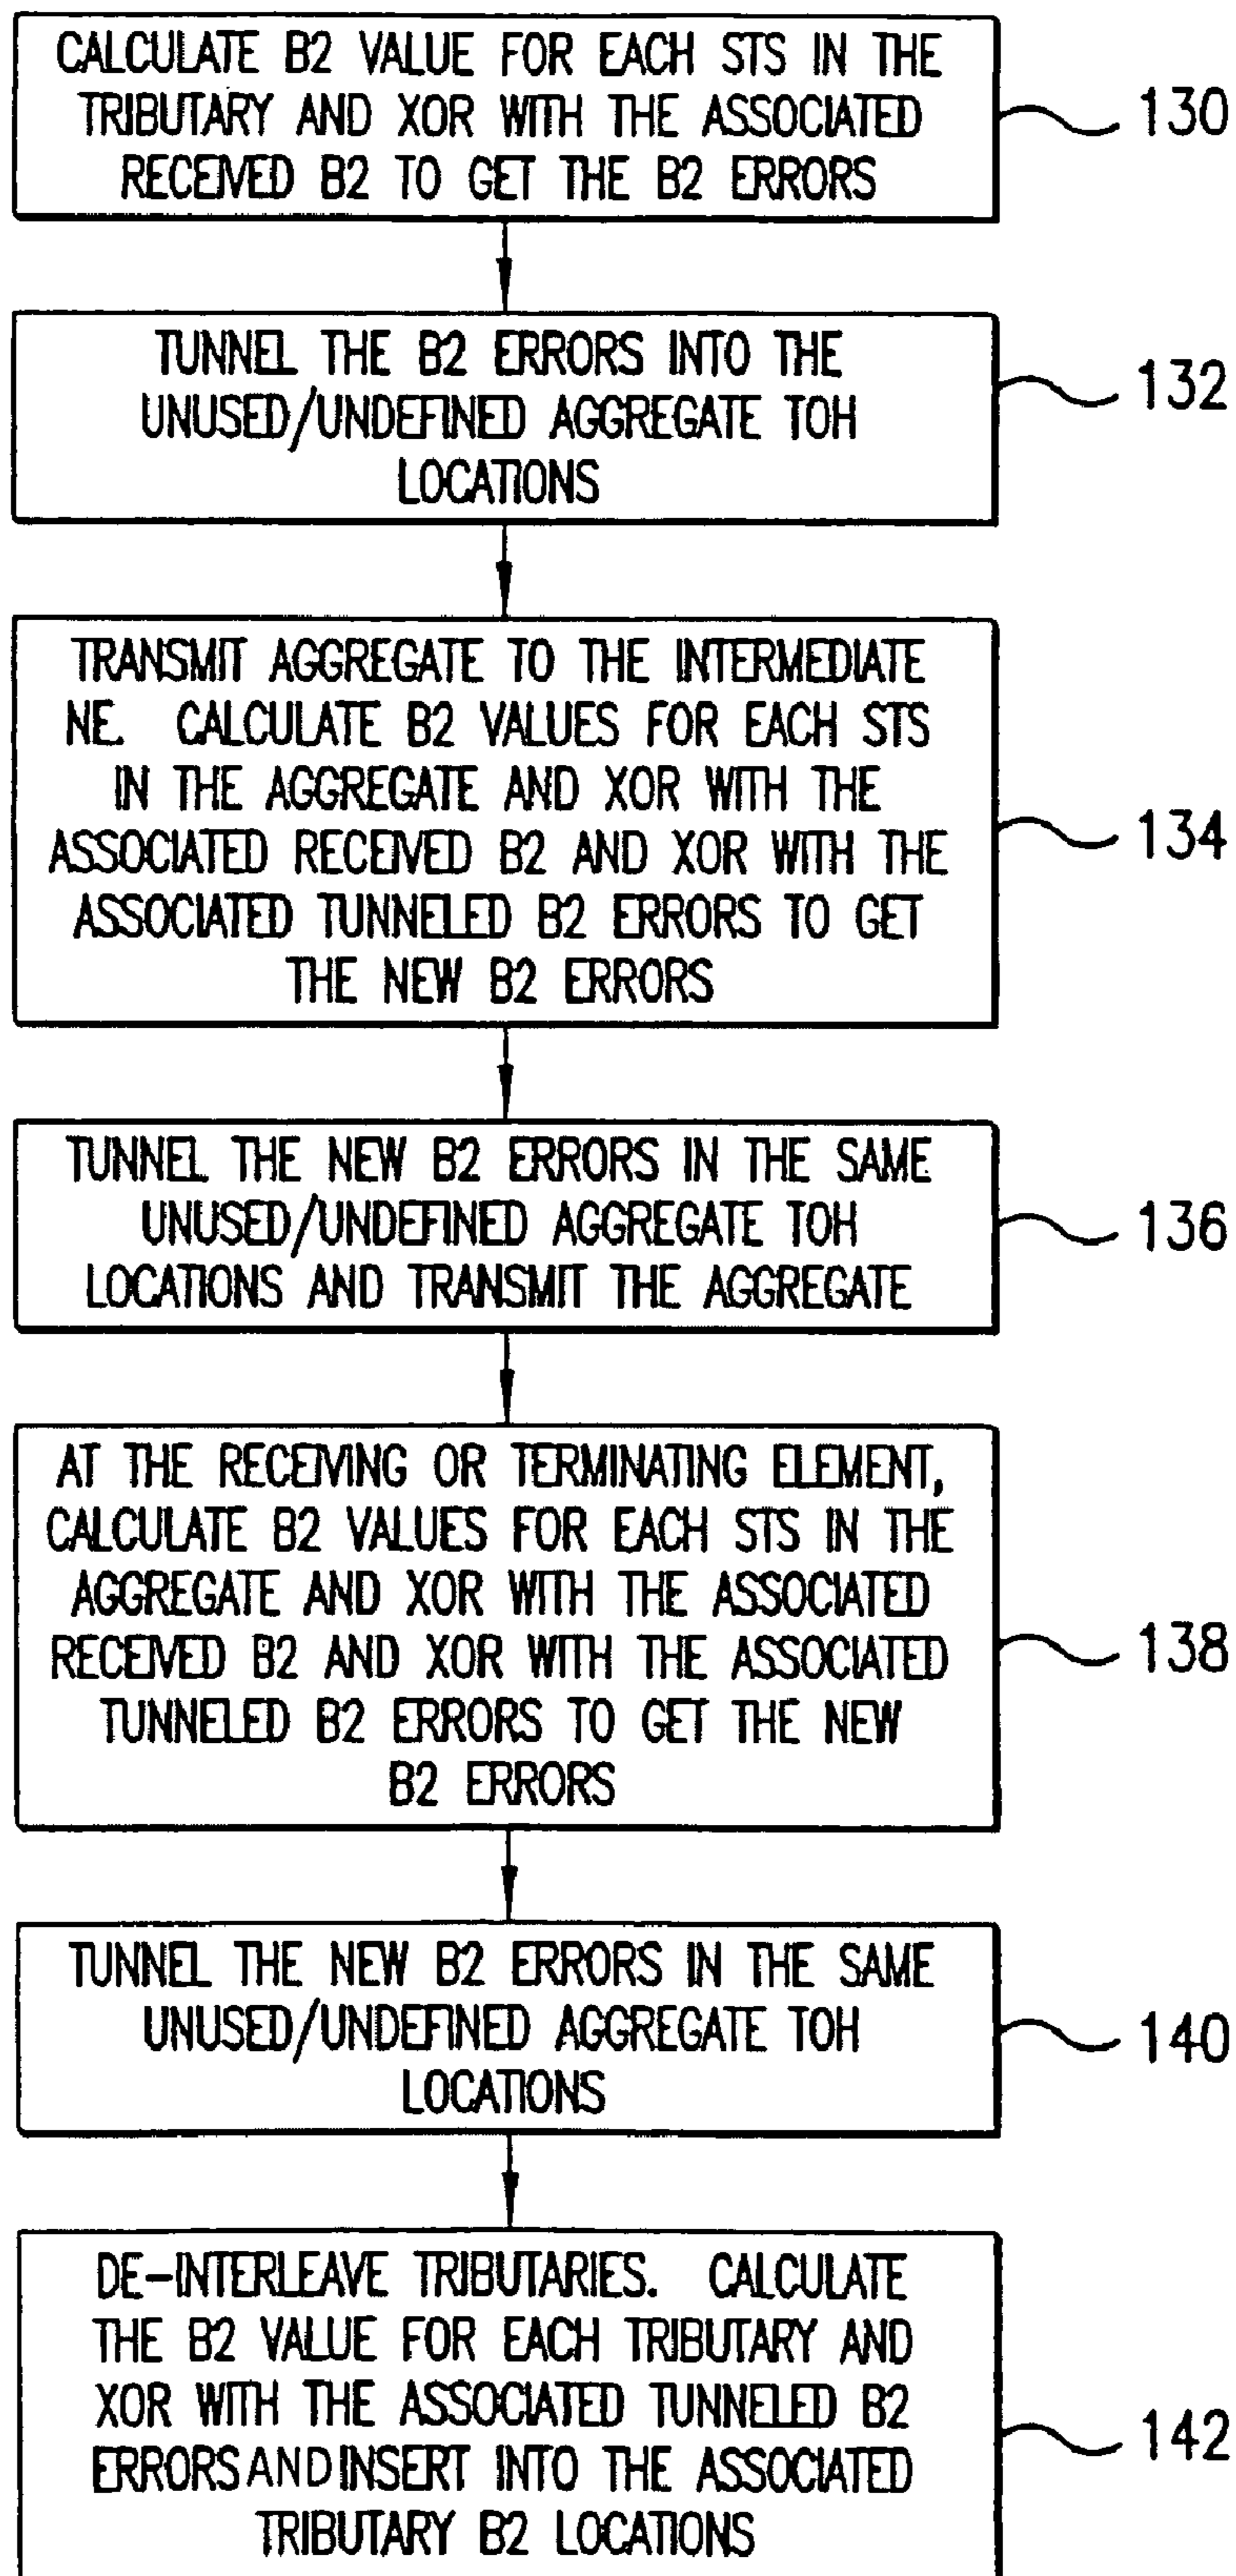 CALCULATE B2 VALUE FOR EACH STS IN THE
TRIBUTARY AND XOR WITH THE ASSOCIATED
RECEIVED B2 TO GET THE B2 ERRORS
130
TUNNEL THE B2 ERRORS INTO THE
UNUSED/UNDEFINED AGGREGATE TOH
LOCATIONS
132
TRANSMIT AGGREGATE TO THE INTERMEDIATE
NE. CALCULATE B2 VALUES FOR EACH STS
IN THE AGGREGATE AND XOR WITH THE
ASSOCIATED RECEIVED B2 AND XOR WITH THE
ASSOCIATED TUNNELED B2 ERRORS TO GET
THE NEW B2 ERRORS
134
TUNNEL THE NEW B2 ERRORS IN THE SAME
UNUSED/UNDEFINED AGGREGATE TOH
LOCATIONS AND TRANSMIT THE AGGREGATE
136
AT THE RECEIVING OR TERMINATING ELEMENT,
CALCULATE B2 VALUES FOR EACH STS IN THE
AGGREGATE AND XOR WITH THE ASSOCIATED
RECEIVED B2 AND XOR WITH THE ASSOCIATED
TUNNELED B2 ERRORS TO GET THE NEW
B2 ERRORS
138
TUNNEL THE NEW B2 ERRORS IN THE SAME
UNUSED/UNDEFINED AGGREGATE TOH
LOCATIONS
140
DE-INTERLEAVE TRIBUTARIES. CALCULATE
THE B2 VALUE FOR EACH TRIBUTARY AND
XOR WITH THE ASSOCIATED TUNNELED B2
ERRORS AND INSERT INTO THE ASSOCIATED
TRIBUTARY B2 LOCATIONS
142